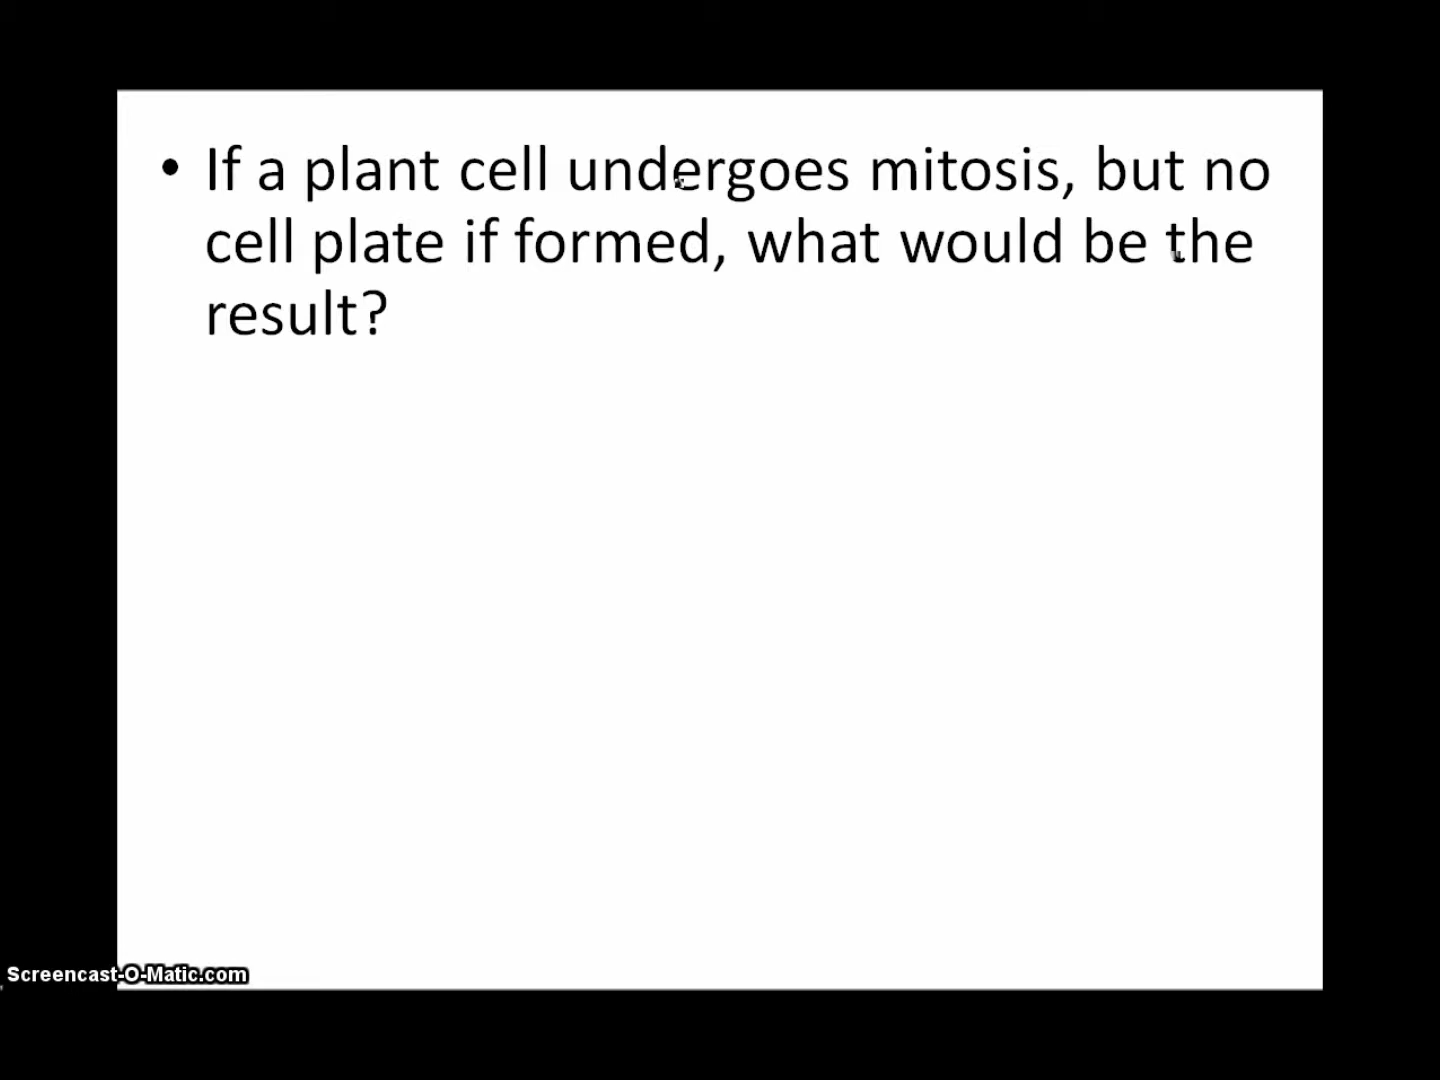 • If a plant cell undergoes mitosis, but no
cell plate if formed, what would be the
result?
Screencast-O-Matic.com